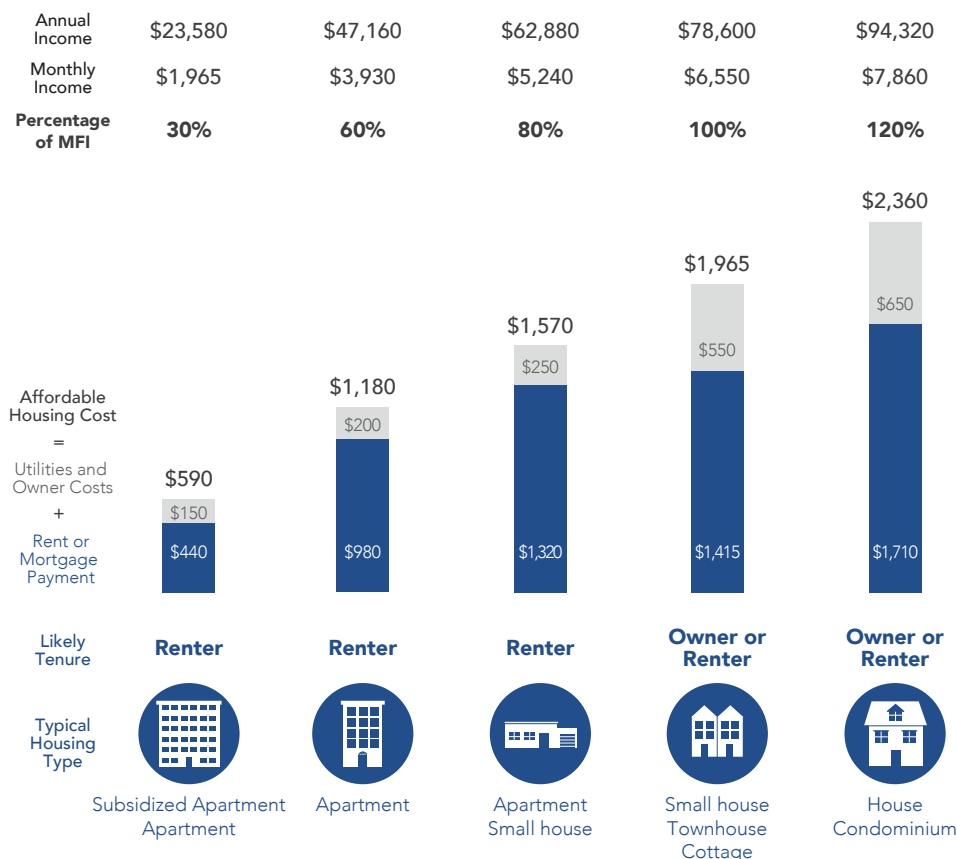 Annual
Income
$23,580
$47,160
$62,880
$78,600
$94,320
Monthly
Income
$1,965
$3,930
$5,240
$6,550
$7,860
Percentage
of MFI
30%
60%
80%
100%
120%
$2,360
$650
$1,965
$550
$1,570
$250
$1,180
$200
$590
$150
Affordable
Housing Cost
=
Utilities and
Owner Costs
+
Rent or
Mortgage
Payment
$440
$980
$1,320
$1,415
$1,710
Likely
Tenure
Renter
Renter
Renter
Owner or
Renter
Owner or
Renter
Typical
Housing
Type
Subsidized Apartment
Apartment
Apartment
Apartment
Small house
Small house
Townhouse
Cottage
House
Condominium